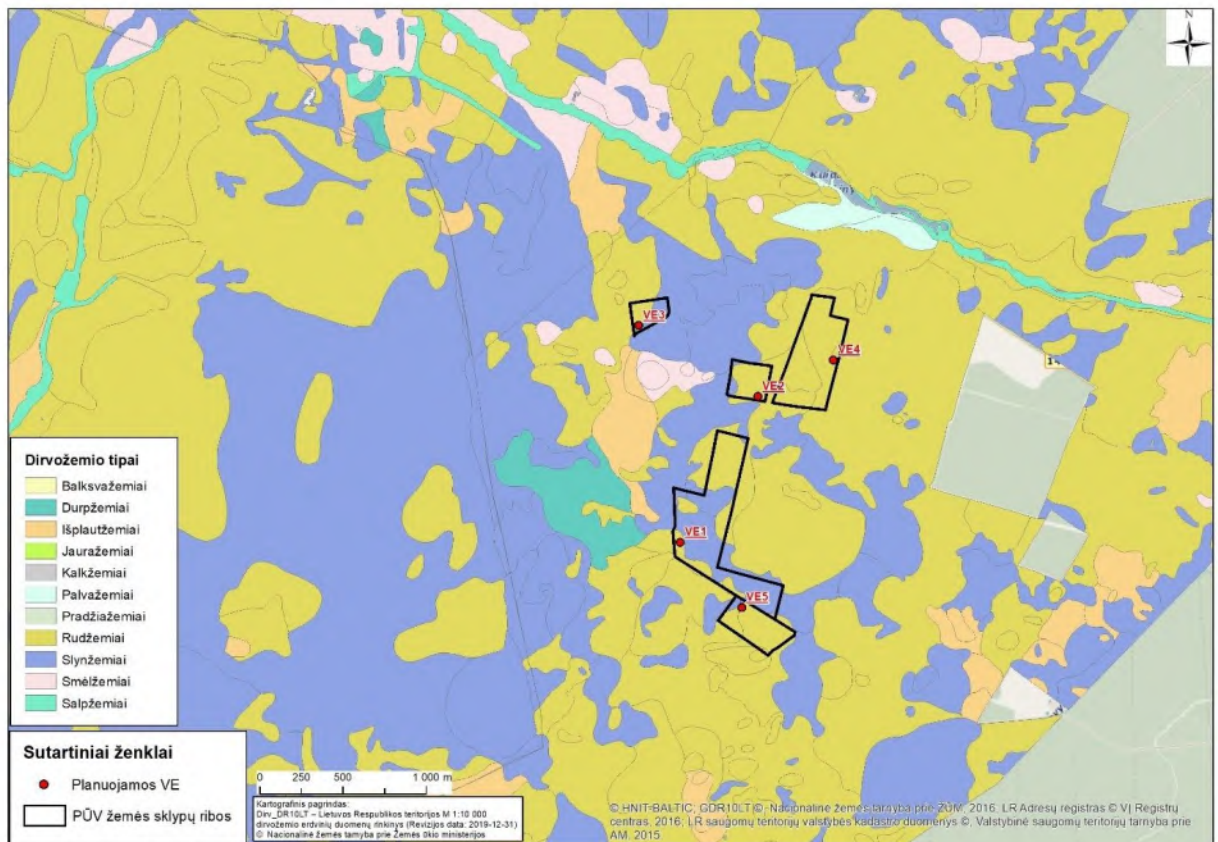 N
VE3
14
VE4
VE2
VE1
VE5
Dirvožemio tipai
Balksvažemiai
Durpžemiai
Išplautžemiai
Jauražemiai
Kalkžemiai
Palvažemiai
Pradžiažemiai
Rudžemiai
Slynžemiai
Smėlžemiai
Salpžemiai
Sutartiniai ženklai
Planuojamos VE
PŪV žemės sklypų ribos
0 250 500 1 000 m
Kartografinis pagrindas:
Dirv_DR10LT – Lietuvos Respublikos teritorijos M 1:10 000
dirvožemio erdvinių duomenų rinkinys (Revizijos data: 2019-12-31)
© Nacionalinė žemės tarnyba prie Žemės ūkio ministerijos
© HNIT-BALTIC; GDR10LT)©, Nacionalinė žemės tarnyba prie ŽŪM, 2016; LR Adresų registras © VĮ Registrų
centras, 2016; LR saugomų teritorijų valstybės kadastro duomenys ©, Valstybinė saugomų teritorijų tarnyba prie
AM, 2015